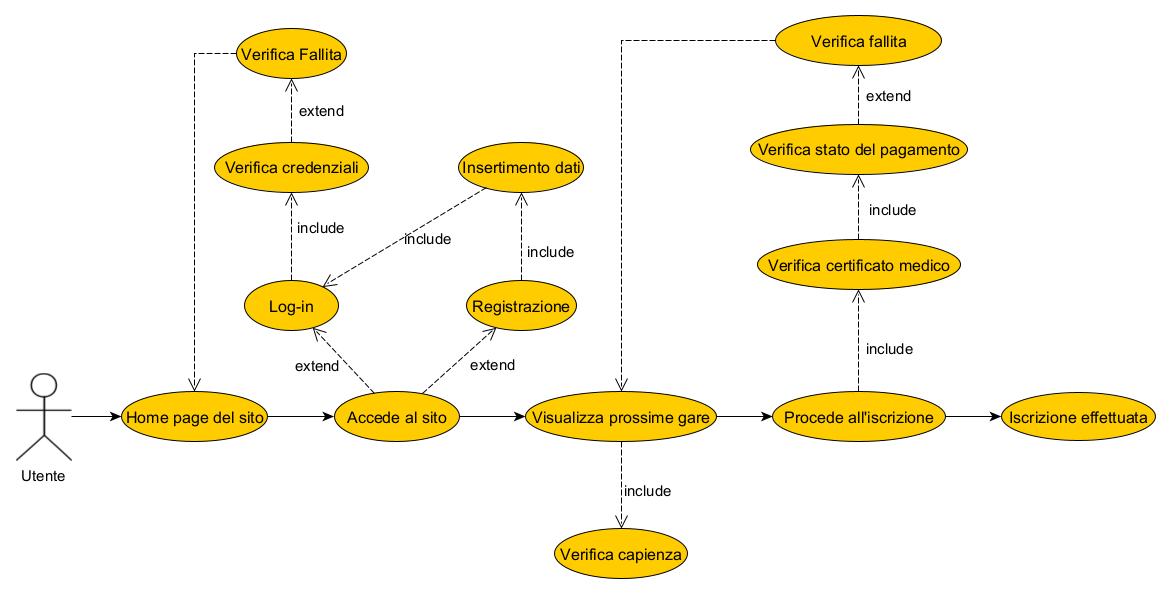 Verifica Fallita
Verifica fallita
extend
extend
Verifica credenziali
Insertimento dati
Verifica stato del pagamento
include
include
include
include
Verifica certificato medico
Log-in
Registrazione
extend
extend
include
Home page del sito
Accede al sito
Visualizza prossime gare
Procede all'iscrizione
Iscrizione effettuata
Utente
include
Verifica capienza